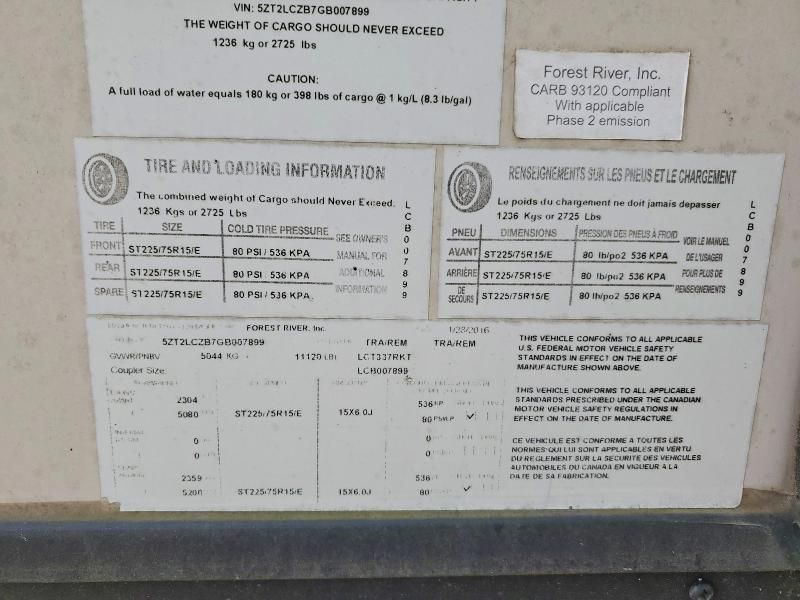 VIN: 5ZT2LCZB7GB007899
THE WEIGHT OF CARGO SHOULD NEVER EXCEED
1236 kg or 2725 lbs
CAUTION:
A full load of water equals 180 kg or 398 lbs of cargo @ 1 kg/L (8.3 lb/gal)
Forest River, Inc.
CARB 93120 Compliant
With applicable
Phase 2 emission
TIRE AND LOADING INFORMATION
The combined weight of Cargo should Never Exceed.
1236 Kgs or 2725 Lbs
TIRE SIZE COLD TIRE PRESSURE SEE OWNER'S
FRONT ST225/75R15/E 80 PSI / 536 KPA MANUAL FOR
REAR ST225/75R15/E 80 PSI / 536 KPA ADDITIONAL
SPARE ST225/75R15/E 80 PSI / 536 KPA INFORMATION
LCB007899
RENSEIGNEMENTS SUR LES PNEUS ET LE CHARGEMENT
Le poids du chargement ne doit jamais depasser
1236 Kgs or 2725 Lbs
PNEU DIMENSIONS PRESSION DES PNEUS À FROID VOIR LE MANUEL
AVANT ST225/75R15/E 80 lb/po2 536 KPA DE L'USAGER
ARRIÈRE ST225/75R15/E 80 lb/po2 536 KPA POUR PLUS DE
DE SECOURS ST225/75R15/E 80 lb/po2 536 KPA RENSEIGNEMENTS
LCB007899
FOREST RIVER, Inc. 1/28/2016
5ZT2LCZB7GB007899 TRA/REM TRA/REM
GVWR/PNBV 5044 KG 11120 LB LCT337RKT
Coupler Size. LCB007899
2304 536 KP
5080 ST225/75R15/E 15X6.0J 80 PSI/LP
0 0
0 0
2359 536
5200 ST225/75R15/E 15X6.0J 80
THIS VEHICLE CONFORMS TO ALL APPLICABLE
U.S. FEDERAL MOTOR VEHICLE SAFETY
STANDARDS IN EFFECT ON THE DATE OF
MANUFACTURE SHOWN ABOVE.
THIS VEHICLE CONFORMS TO ALL APPLICABLE
STANDARDS PRESCRIBED UNDER THE CANADIAN
MOTOR VEHICLE SAFETY REGULATIONS IN
EFFECT ON THE DATE OF MANUFACTURE.
CE VEHICULE EST CONFORME A TOUTES LES
NORMES QUI LUI SONT APPLICABLES EN VERTU
DU REGLEMENT SUR LA SECURITE DES VEHICULES
AUTOMOBILES DU CANADA EN VIGUEUR A LA
DATE DE SA FABRICATION.